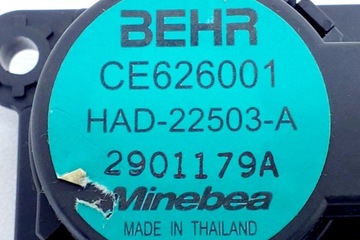 BEHR
CE626001
HAD-22503-A
2901179A
Minebea
MADE IN THAILAND